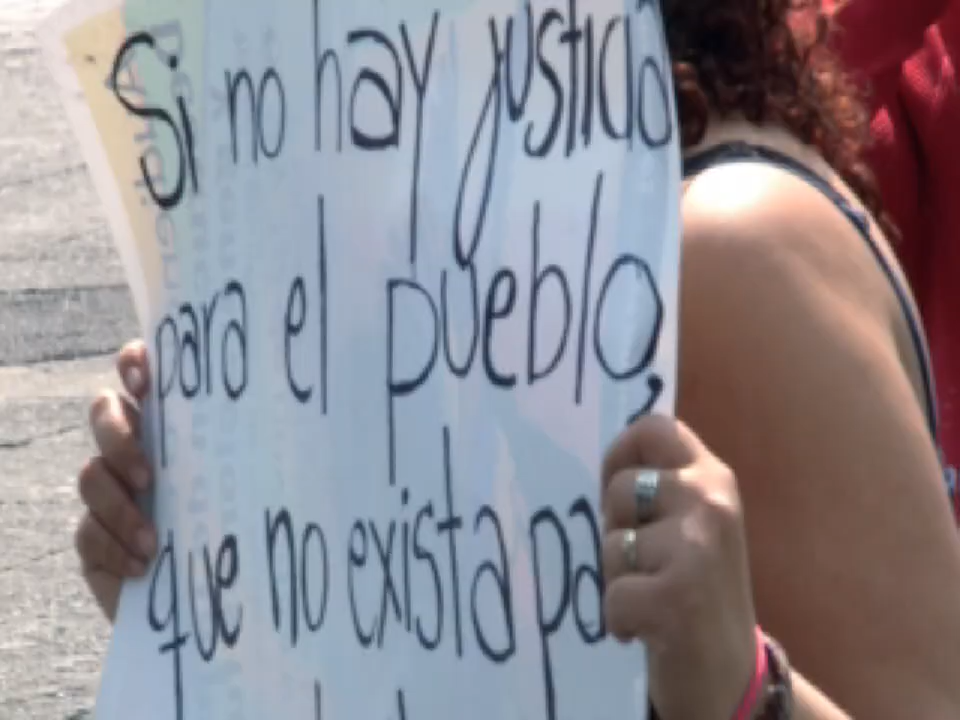 Si no hay justicia
para el pueblo,
que no exista pa